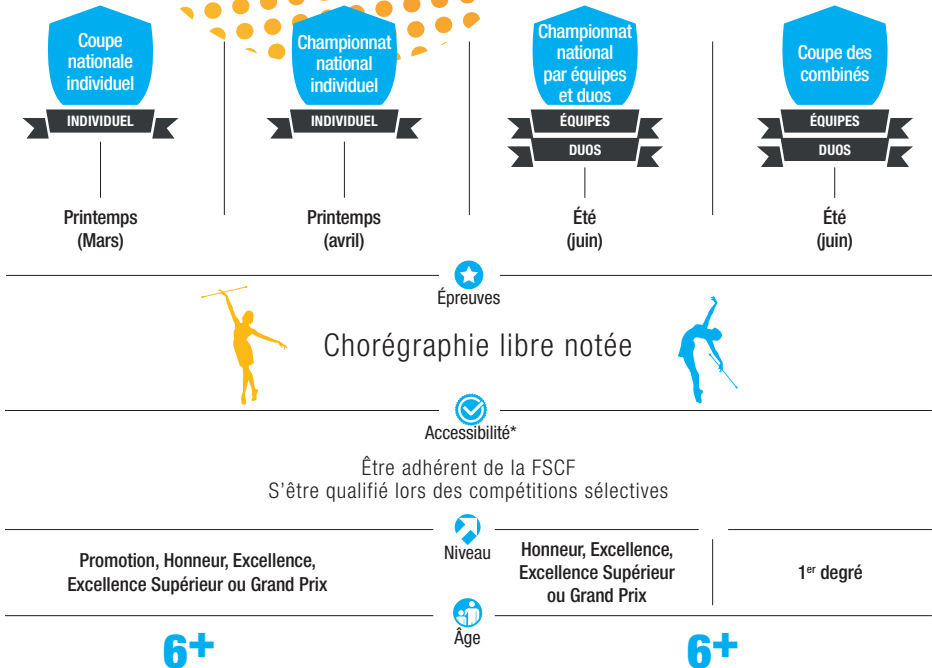 Coupe
nationale
individuel
INDIVIDUEL
Printemps
(Mars)
Championnat
national
individuel
INDIVIDUEL
Printemps
(avril)
Championnat
national
par équipes
et duos
ÉQUIPES
DUOS
Été
(juin)
Coupe des
combinés
ÉQUIPES
DUOS
Été
(juin)
Épreuves
Chorégraphie libre notée
Accessibilité*
Être adhérent de la FSCF
S'être qualifié lors des compétitions sélectives
Niveau
Promotion, Honneur, Excellence,
Excellence Supérieur ou Grand Prix
Honneur, Excellence,
Excellence Supérieur
ou Grand Prix
1er degré
Âge
6+
6+